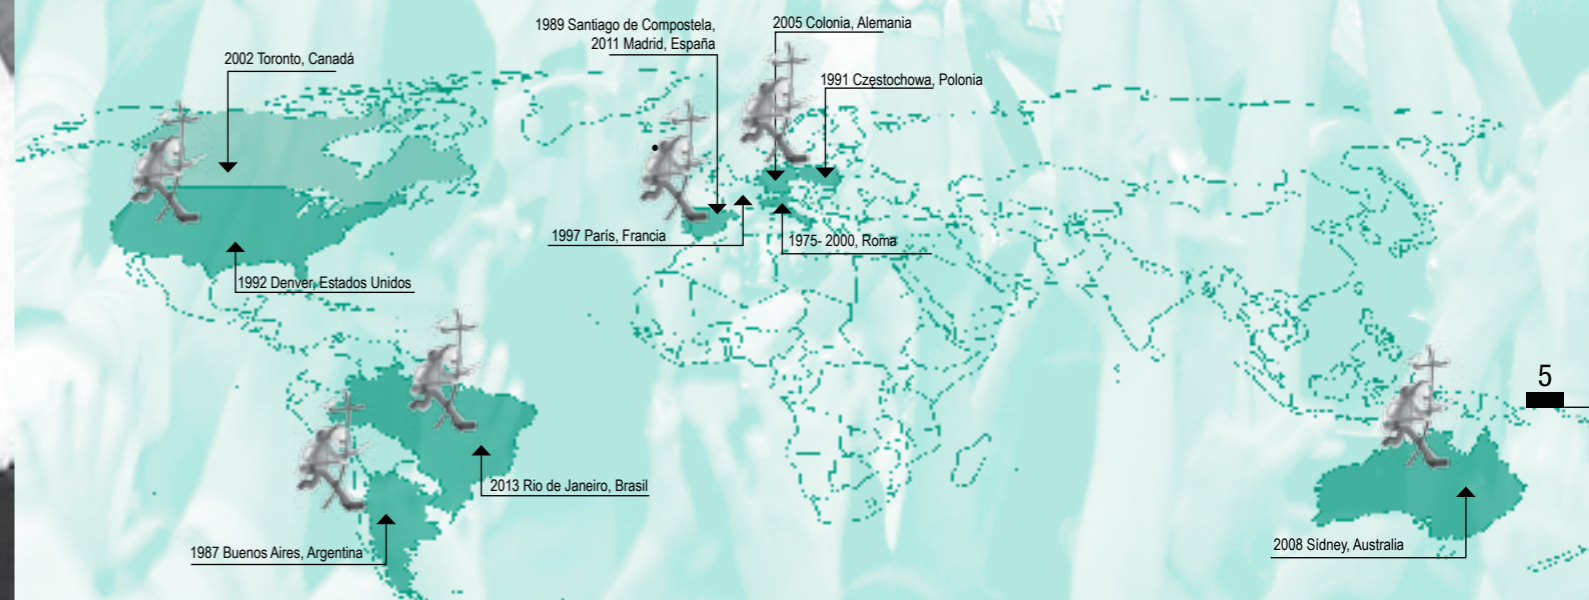 1989 Santiago de Compostela,
2011 Madrid, España
2005 Colonia, Alemania
2002 Toronto, Canadá
1991 Częstochowa, Polonia
1997 París, Francia
1975- 2000, Roma
1992 Denver, Estados Unidos
5
2013 Rio de Janeiro, Brasil
1987 Buenos Aires, Argentina
2008 Sídney, Australia